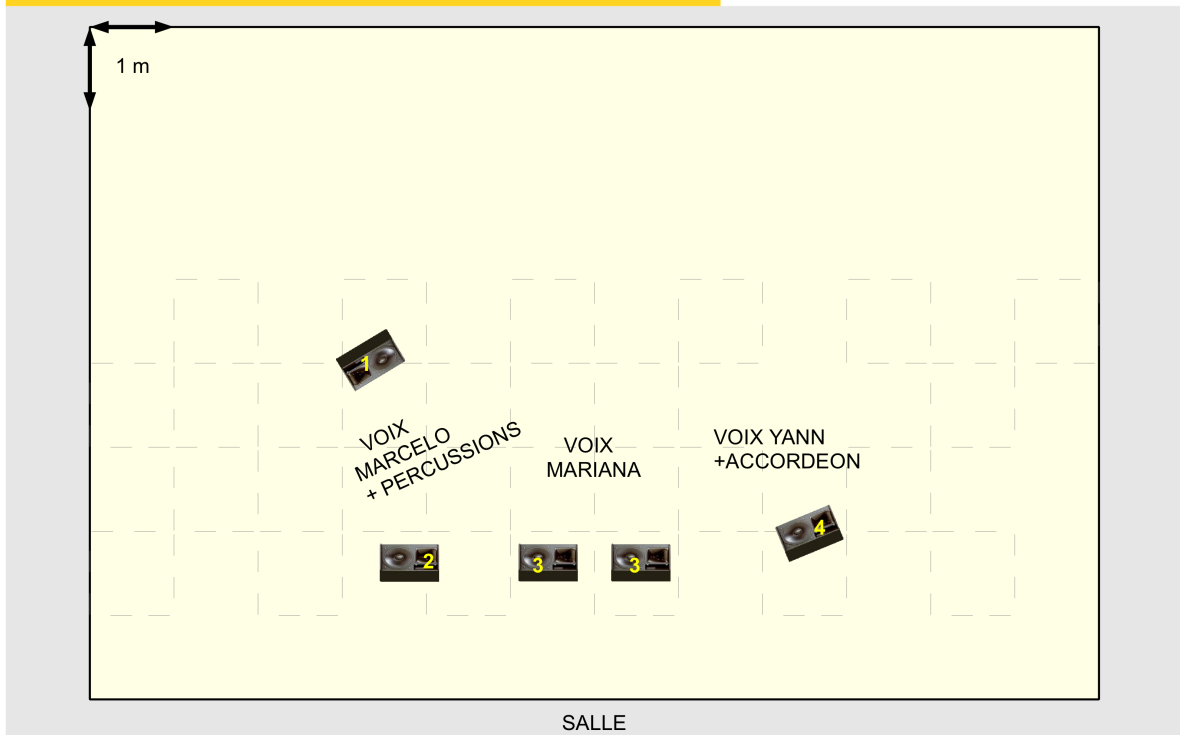 1 m
1
VOIX
MARCELO
+ PERCUSSIONS
VOIX
MARIANA
VOIX YANN
+ACCORDEON
2
3
3
4
SALLE